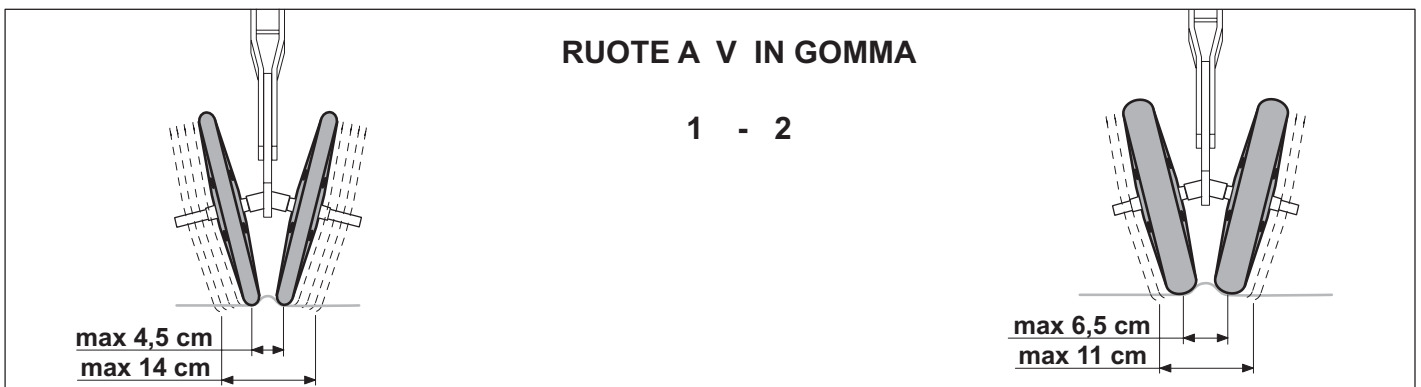 RUOTE A V IN GOMMA
1 - 2
max 4,5 cm
max 14 cm
max 6,5 cm
max 11 cm